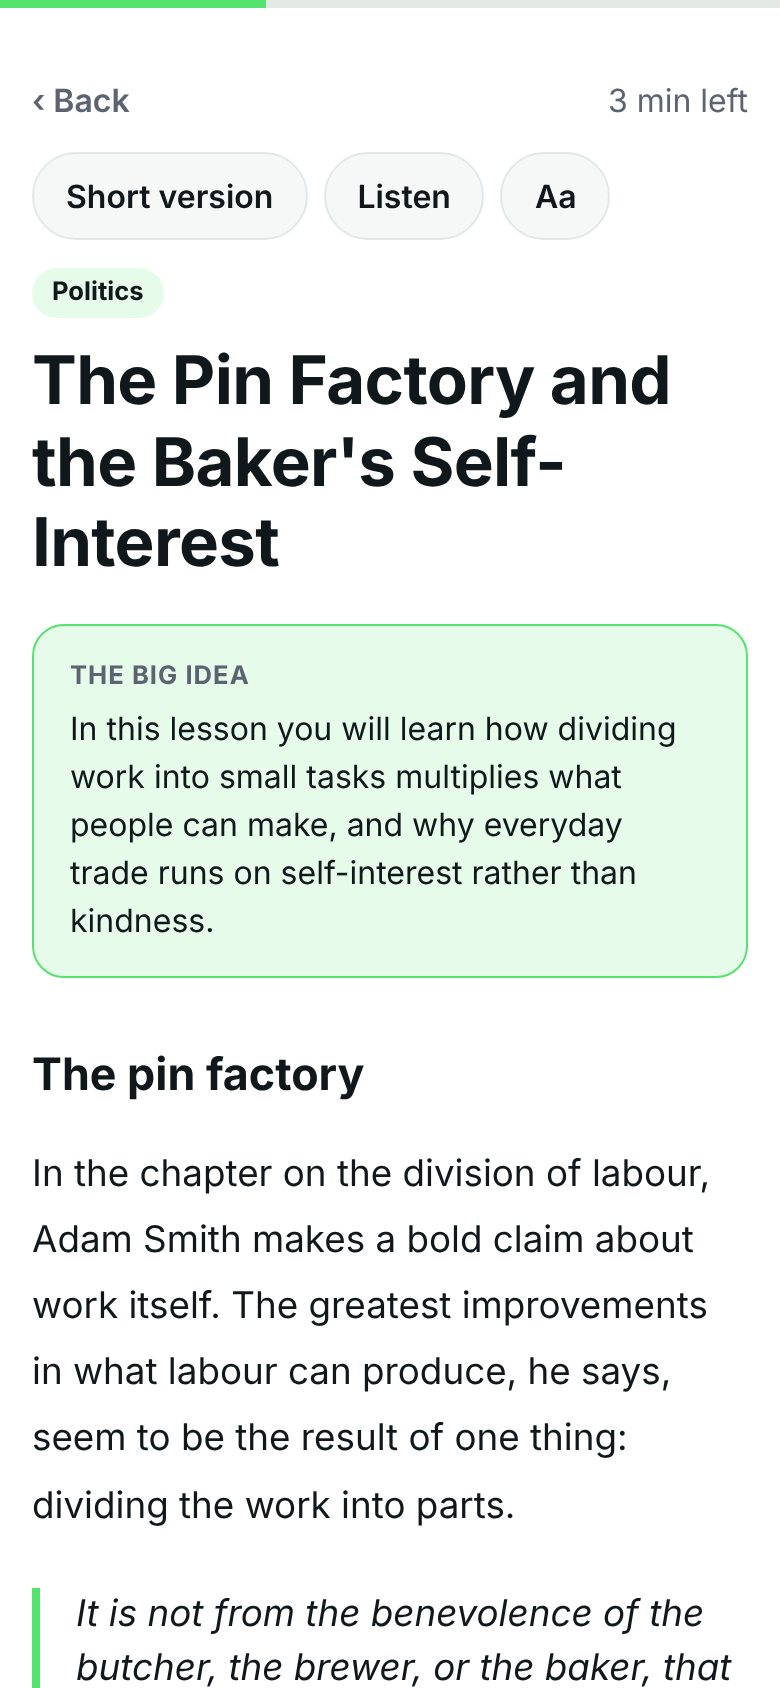 ‹ Back
3 min left
Short version
Listen
Aa
Politics
The Pin Factory and
the Baker's Self-
Interest
THE BIG IDEA
In this lesson you will learn how dividing
work into small tasks multiplies what
people can make, and why everyday
trade runs on self-interest rather than
kindness.
The pin factory
In the chapter on the division of labour,
Adam Smith makes a bold claim about
work itself. The greatest improvements
in what labour can produce, he says,
seem to be the result of one thing:
dividing the work into parts.
It is not from the benevolence of the
butcher, the brewer, or the baker, that